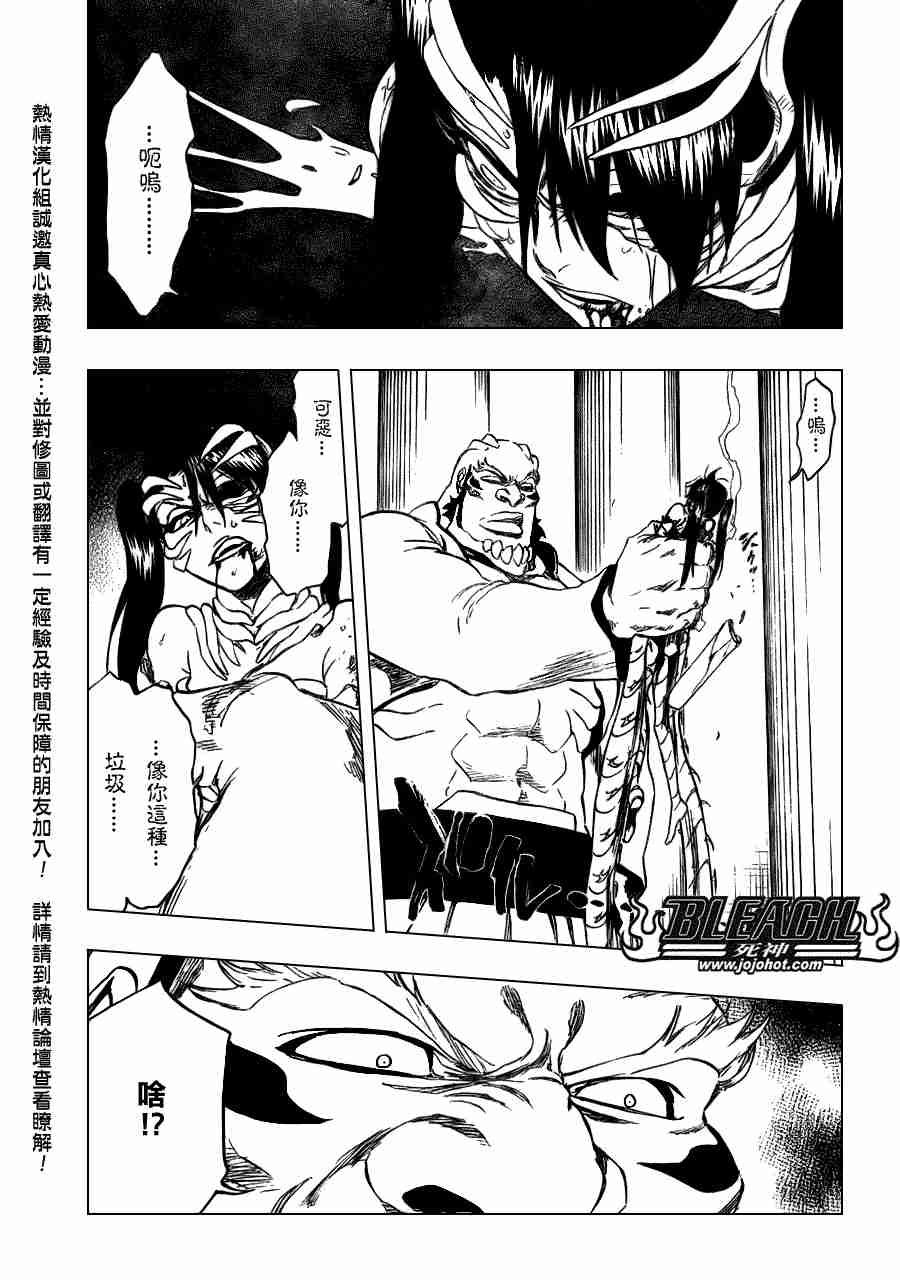 …呃嗚………
…嗚…
可惡…
像你……
…像你這種…
垃圾……
啥!?
BLEACH
死神
www.jojohot.com
熱情漢化組誠邀真心熱愛動漫…並對修圖或翻譯有一定經驗及時間保障的朋友加入！ 詳情請到熱情論壇查看瞭解！